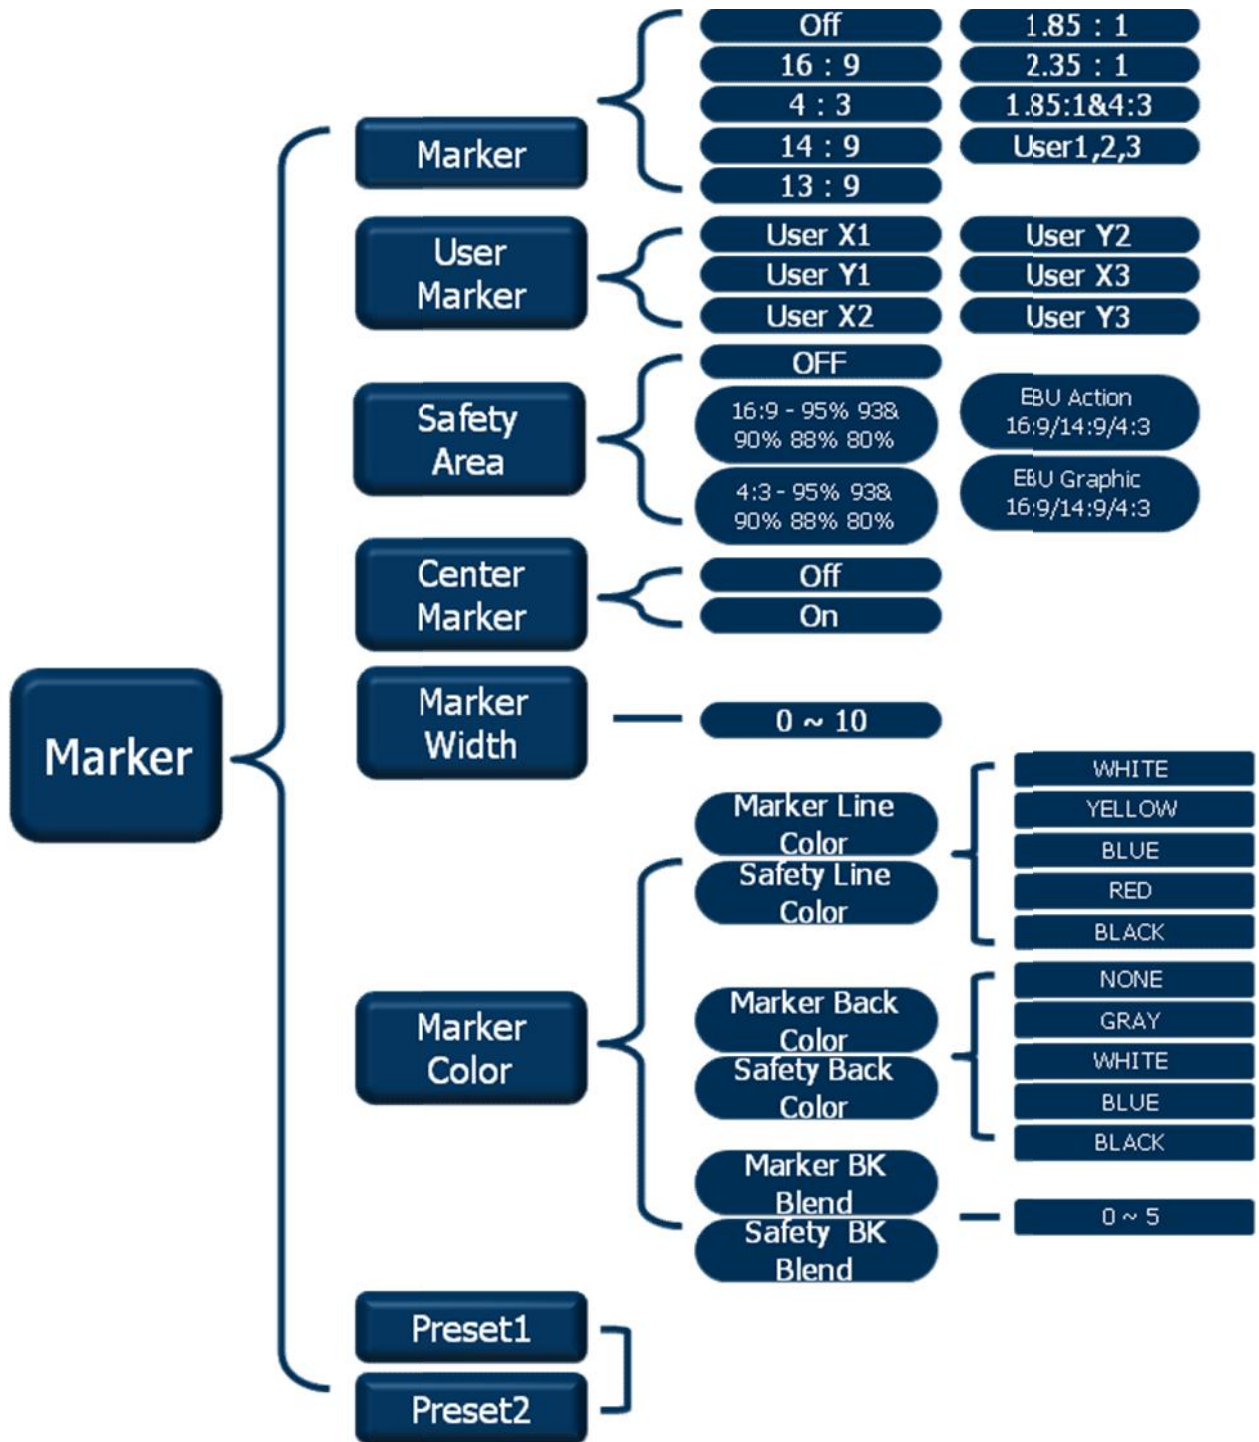 Marker
Marker
Off
16 : 9
4 : 3
14 : 9
13 : 9
1.85 : 1
2.35 : 1
1.85:1&4:3
User1,2,3
User
Marker
User X1
User Y1
User X2
User Y2
User X3
User Y3
Safety
Area
OFF
16:9 - 95% 93&
90% 88% 80%
4:3 - 95% 93&
90% 88% 80%
EBU Action
16:9/14:9/4:3
EBU Graphic
16:9/14:9/4:3
Center
Marker
Off
On
Marker
Width
0 ~ 10
Marker
Color
Marker Line
Color
Safety Line
Color
WHITE
YELLOW
BLUE
RED
BLACK
Marker Back
Color
Safety Back
Color
NONE
GRAY
WHITE
BLUE
BLACK
Marker BK
Blend
Safety BK
Blend
0 ~ 5
Preset1
Preset2